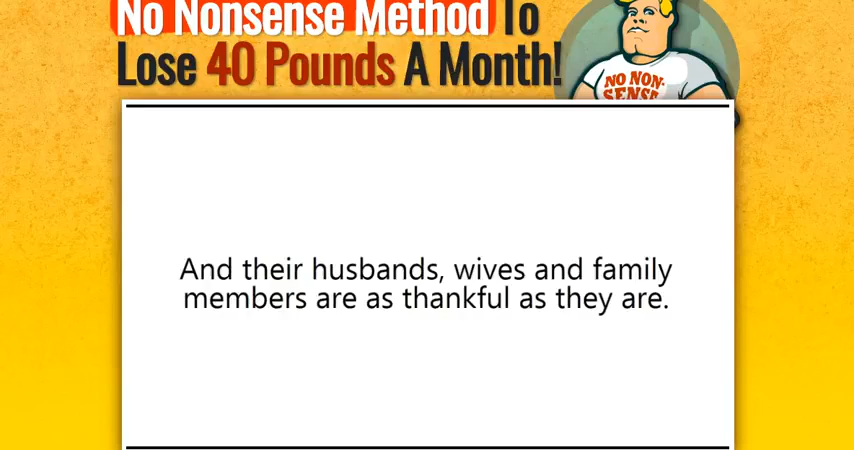 No Nonsense Method To
Lose 40 Pounds A Month!
NO NON-
SENSE
And their husbands, wives and family
members are as thankful as they are.